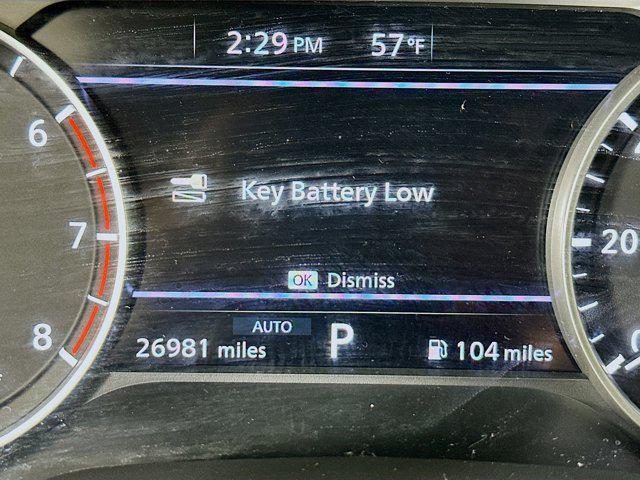 2:29 PM 57°F
6
Key Battery Low
7
20
OK Dismiss
8
AUTO
26981 miles P 104 miles